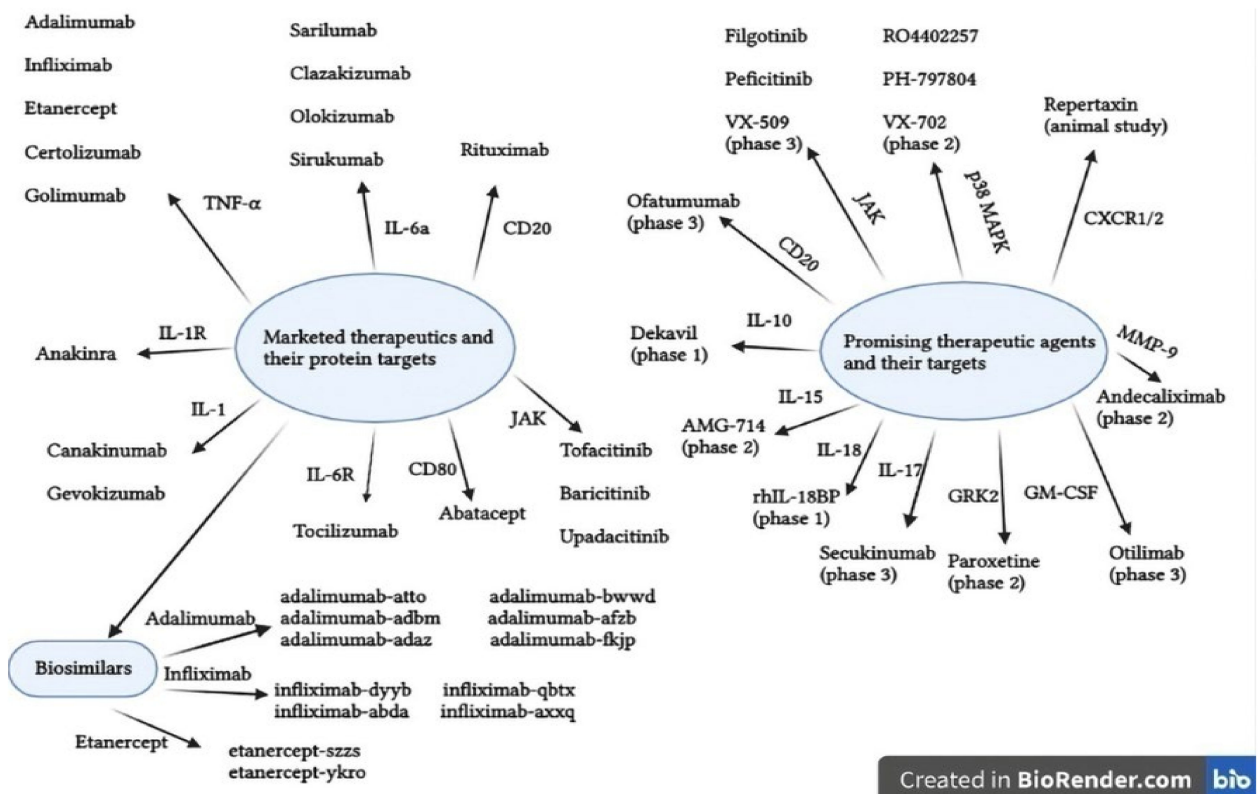 Adalimumab
Infliximab
Etanercept
Certolizumab
Golimumab
TNF-α
Sarilumab
Clazakizumab
Olokizumab
Sirukumab
IL-6a
Rituximab
CD20
Marketed therapeutics and
their protein targets
IL-1R
Anakinra
IL-1
Canakinumab
Gevokizumab
IL-6R
Tocilizumab
CD80
Abatacept
JAK
Tofacitinib
Baricitinib
Upadacitinib
Biosimilars
Adalimumab
adalimumab-atto
adalimumab-adbm
adalimumab-adaz
adalimumab-bwwd
adalimumab-afzb
adalimumab-fkjp
Infliximab
infliximab-dyyb
infliximab-abda
infliximab-qbtx
infliximab-axxq
Etanercept
etanercept-szzs
etanercept-ykro
Filgotinib
Peficitinib
VX-509
(phase 3)
JAK
RO4402257
PH-797804
VX-702
(phase 2)
p38 MAPK
Repertaxin
(animal study)
CXCR1/2
Ofatumumab
(phase 3)
CD20
Promising therapeutic agents
and their targets
IL-10
Dekavil
(phase 1)
MMP-9
Andecaliximab
(phase 2)
IL-15
AMG-714
(phase 2)
IL-18
rhIL-18BP
(phase 1)
IL-17
Secukinumab
(phase 3)
GRK2
Paroxetine
(phase 2)
GM-CSF
Otilimab
(phase 3)
Created in BioRender.com bio